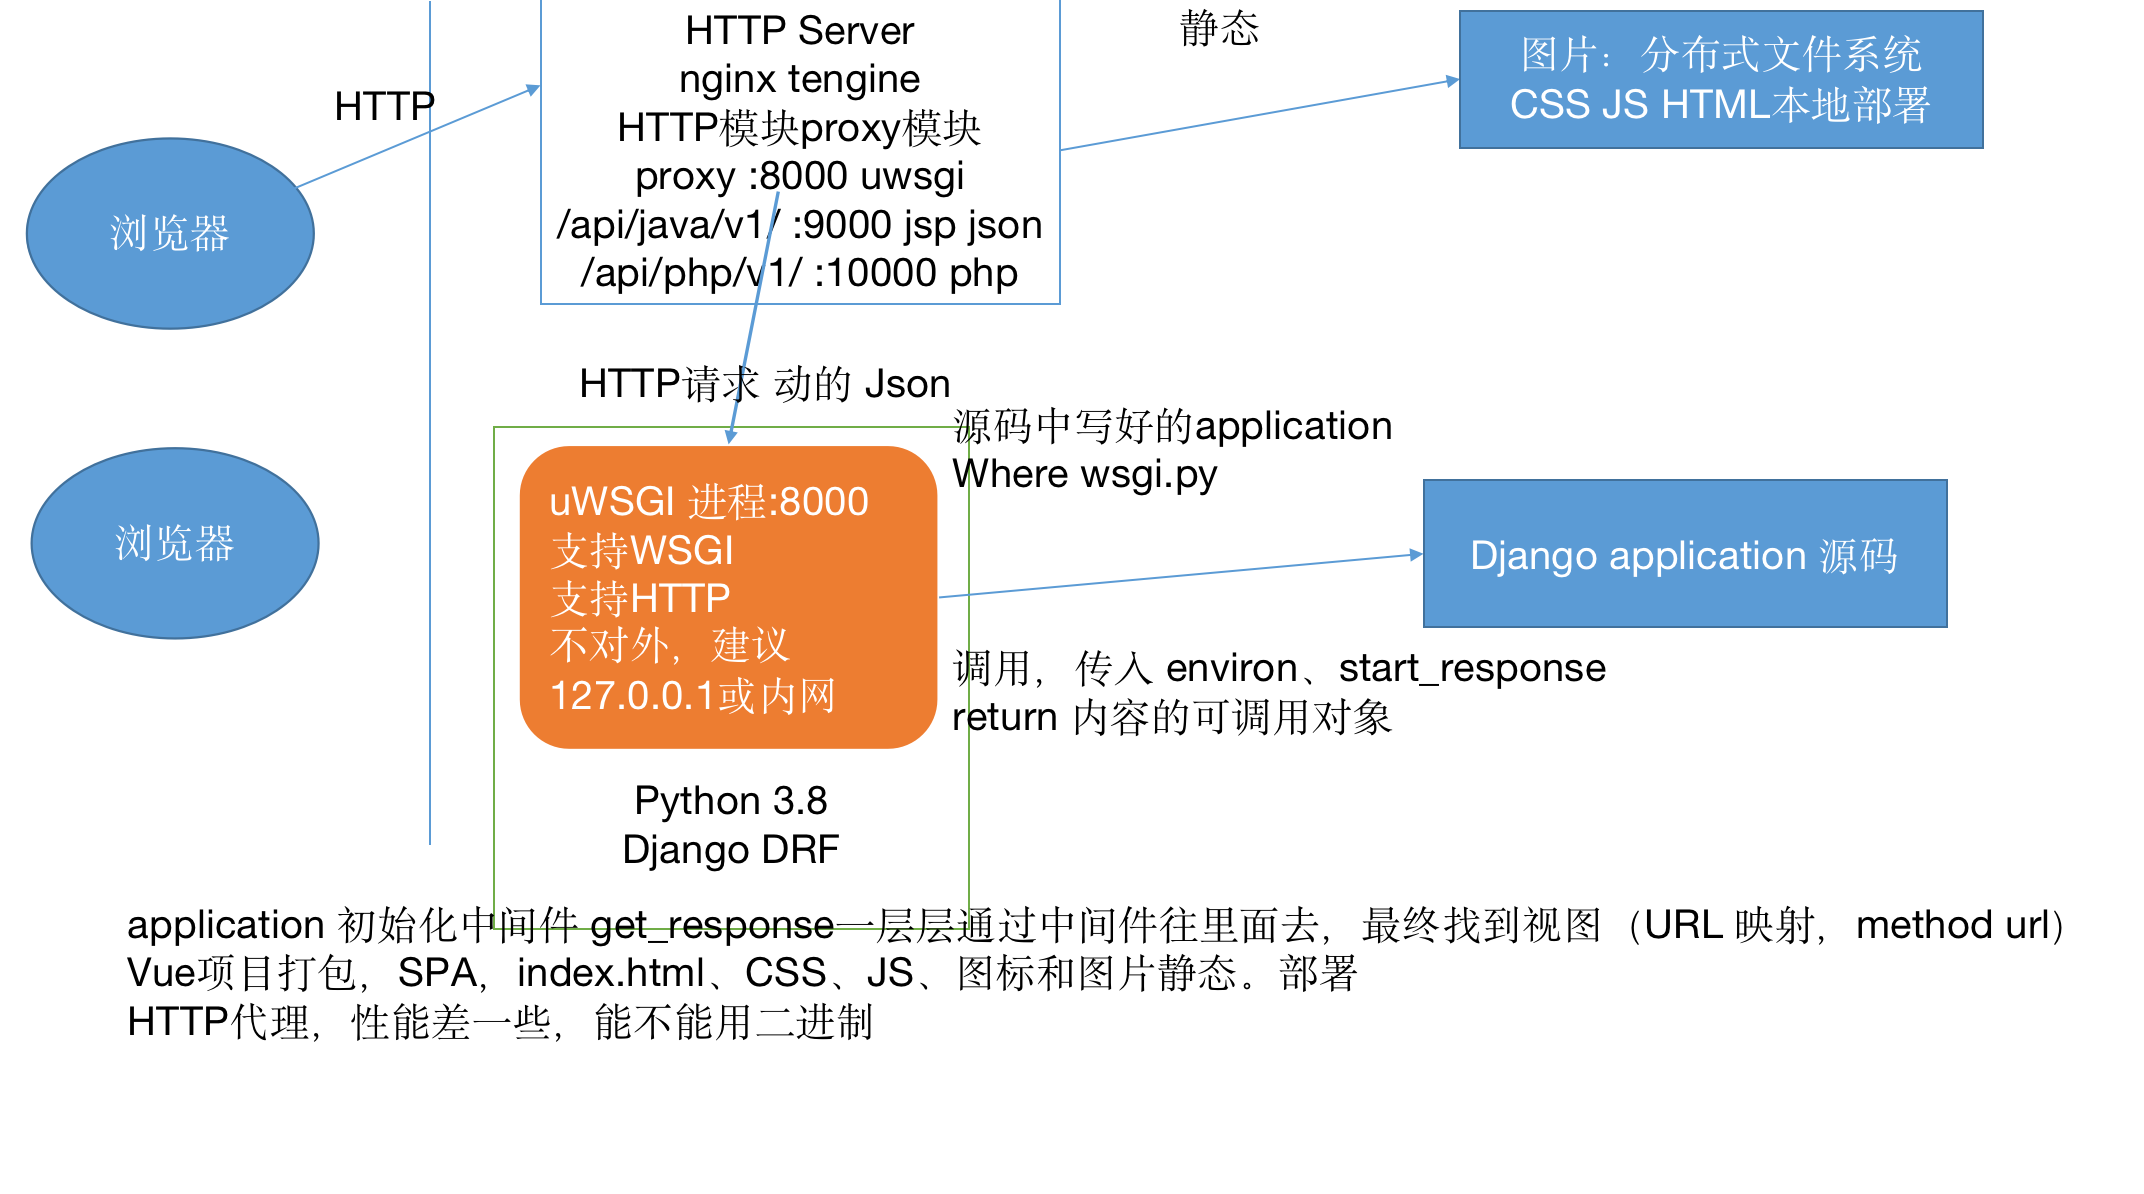 HTTP Server
nginx tengine
HTTP模块proxy模块
proxy :8000 uwsgi
/api/java/v1/ :9000 jsp json
/api/php/v1/ :10000 php
静态
图片：分布式文件系统
CSS JS HTML本地部署
HTTP
浏览器
浏览器
HTTP请求 动的 Json
源码中写好的application
Where wsgi.py
uWSGI 进程:8000
支持WSGI
支持HTTP
不对外，建议
127.0.0.1或内网
Django application 源码
调用，传入 environ、start_response
return 内容的可调用对象
Python 3.8
Django DRF
application 初始化中间件 get_response一层层通过中间件往里面去，最终找到视图（URL 映射，method url）
Vue项目打包，SPA，index.html、CSS、JS、图标和图片静态。部署
HTTP代理，性能差一些，能不能用二进制